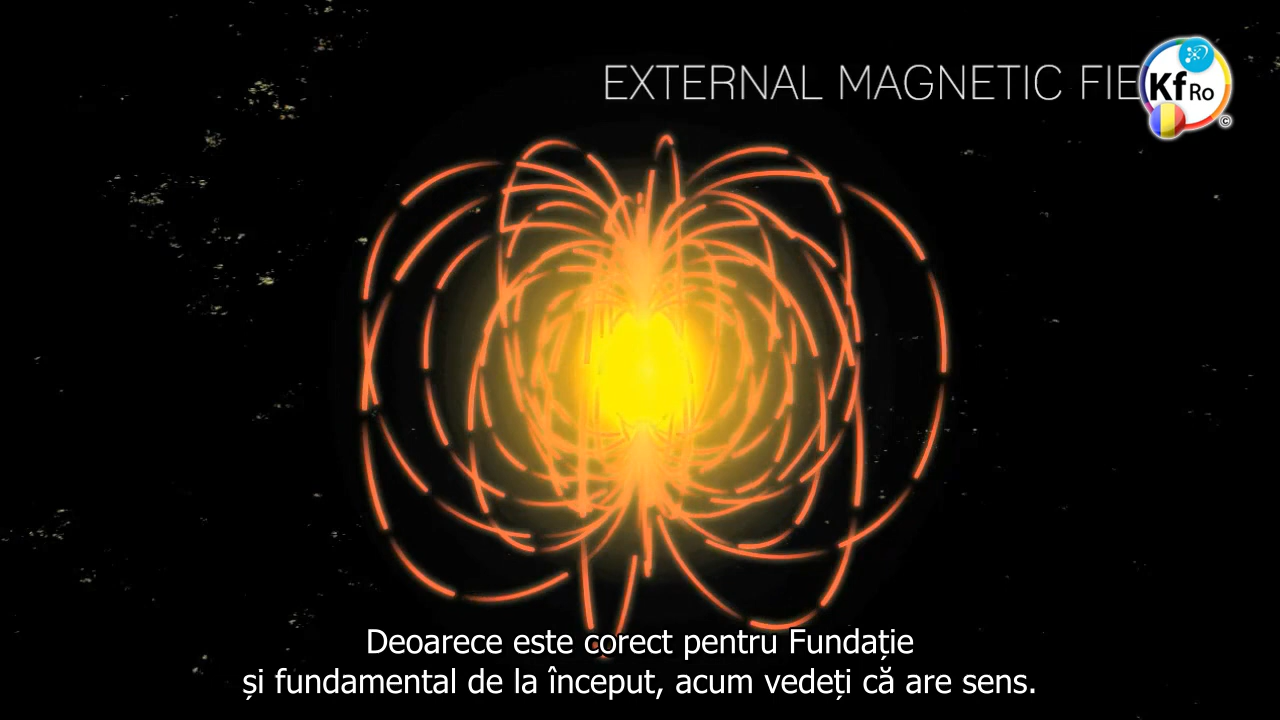 EXTERNAL MAGNETIC FIE
Kf Ro
©
Deoarece este corect pentru Fundație
și fundamental de la început, acum vedeți că are sens.